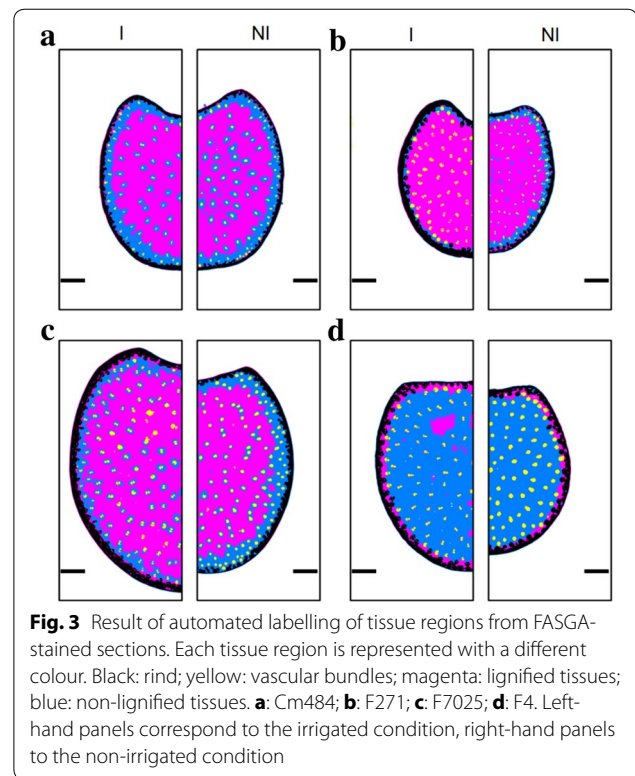 a I NI b I NI
c d
Fig. 3 Result of automated labelling of tissue regions from FASGA-
stained sections. Each tissue region is represented with a different
colour. Black: rind; yellow: vascular bundles; magenta: lignified tissues;
blue: non-lignified tissues. a: Cm484; b: F271; c: F7025; d: F4. Left-
hand panels correspond to the irrigated condition, right-hand panels
to the non-irrigated condition